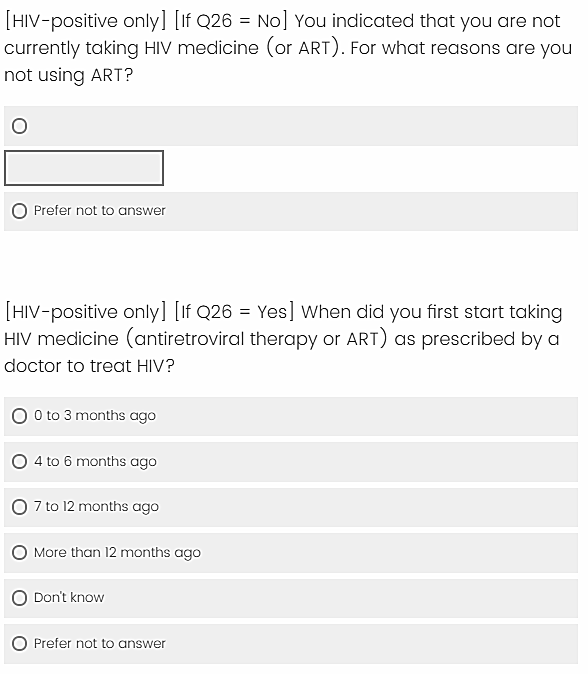 [HIV-positive only] [If Q26 = No] You indicated that you are not
currently taking HIV medicine (or ART). For what reasons are you
not using ART?
Prefer not to answer
[HIV-positive only] [If Q26 = Yes] When did you first start taking
HIV medicine (antiretroviral therapy or ART) as prescribed by a
doctor to treat HIV?
0 to 3 months ago
4 to 6 months ago
7 to 12 months ago
More than 12 months ago
Don't know
Prefer not to answer